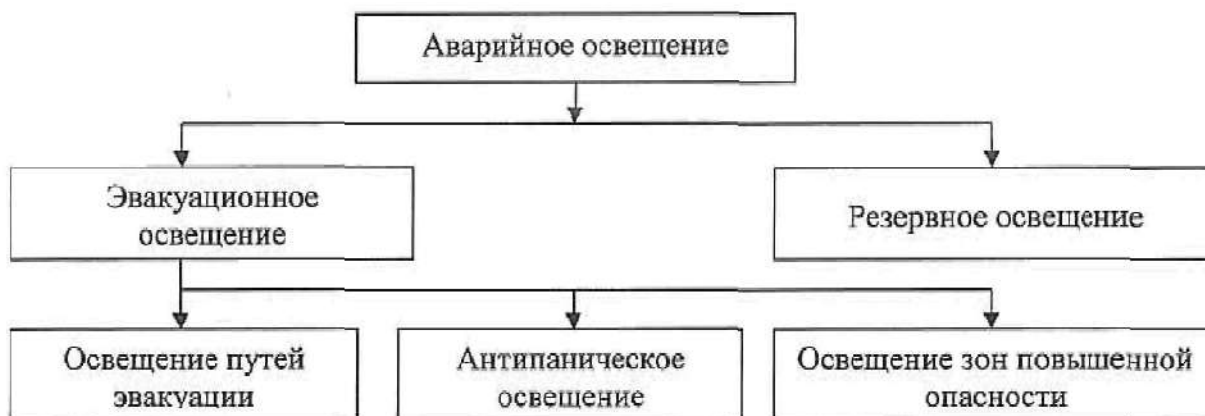 Аварийное освещение
Эвакуационное
освещение
Резервное освещение
Освещение путей
эвакуации
Антипаническое
освещение
Освещение зон повышенной
опасности